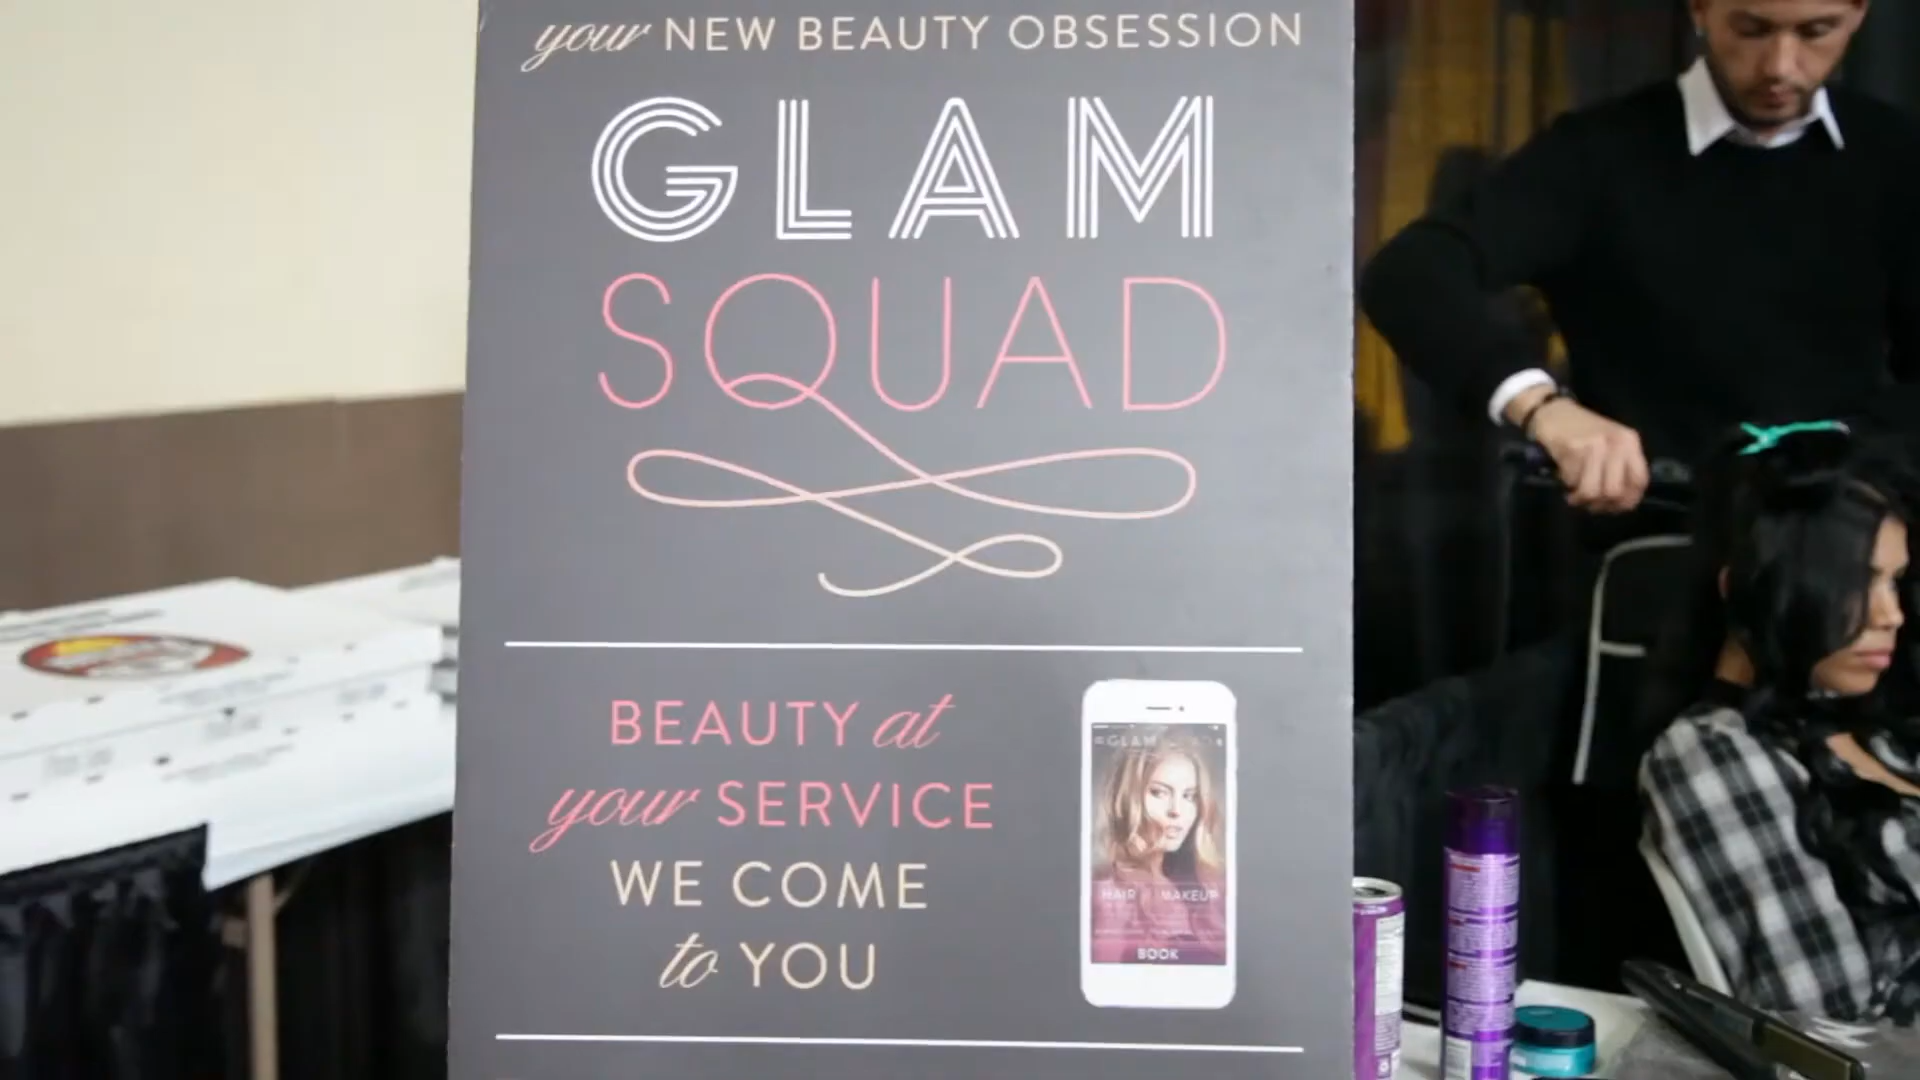 your NEW BEAUTY OBSESSION
GLAM
SQUAD
BEAUTY at
your SERVICE
WE COME
to YOU
GLAM
HAIR MAKEUP
BOOK